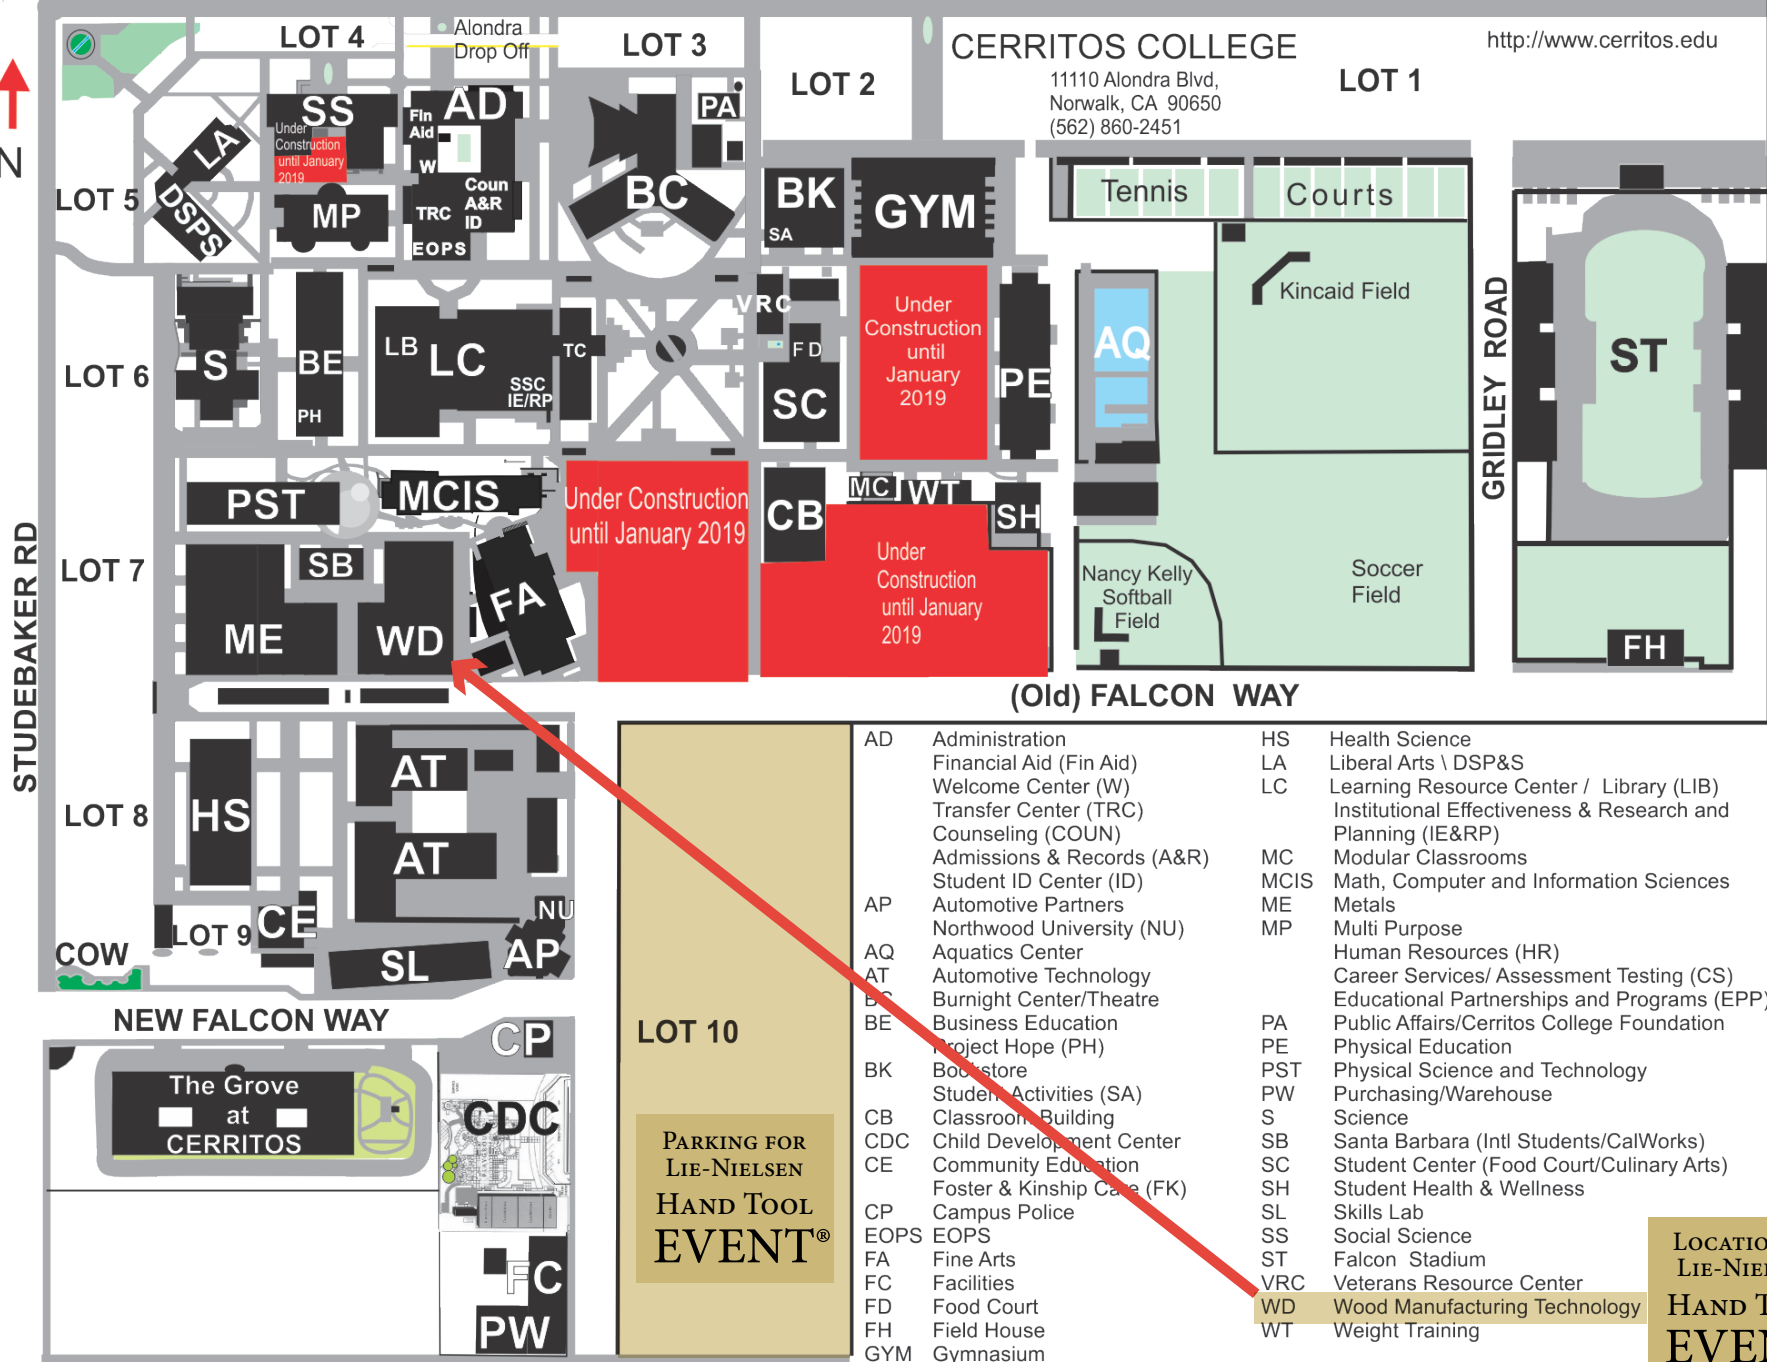 LOT 4
Alondra
Drop Off
LOT 3
LOT 2
CERRITOS COLLEGE
11110 Alondra Blvd,
Norwalk, CA 90650
(562) 860-2451
LOT 1
http://www.cerritos.edu
N
SS
Under
Construction
until January
2019
AD
Fin
Aid
W
Coun
A&R
ID
TRC
EOPS
PA
LA
DSPS
LOT 5
MP
BC
BK
SA
GYM
Tennis Courts
Kincaid Field
GRIDLEY ROAD
ST
LOT 6
S
BE
PH
LB
LC
SSC
IE/RP
TC
VRC
FD
SC
Under
Construction
until
January
2019
PE
AQ
PST
MCIS
Under Construction
until January 2019
CB
MC
WT
SH
STUDEBAKER RD
LOT 7
SB
ME
WD
FA
Under
Construction
until January
2019
Nancy Kelly
Softball
Field
Soccer
Field
FH
(Old) FALCON WAY
LOT 8
HS
AT
AT
NU
CE
LOT 9
COW
SL
AP
NEW FALCON WAY
CP
The Grove
at
CERRITOS
CDC
FC
PW
LOT 10
PARKING FOR
LIE-NIELSEN
HAND TOOL
EVENT®
AD Administration
Financial Aid (Fin Aid)
Welcome Center (W)
Transfer Center (TRC)
Counseling (COUN)
Admissions & Records (A&R)
Student ID Center (ID)
AP Automotive Partners
Northwood University (NU)
AQ Aquatics Center
AT Automotive Technology
BC Burnight Center/Theatre
BE Business Education
Project Hope (PH)
BK Bookstore
Student Activities (SA)
CB Classroom Building
CDC Child Development Center
CE Community Education
Foster & Kinship Care (FK)
CP Campus Police
EOPS EOPS
FA Fine Arts
FC Facilities
FD Food Court
FH Field House
GYM Gymnasium
HS Health Science
LA Liberal Arts \ DSP&S
LC Learning Resource Center / Library (LIB)
Institutional Effectiveness & Research and
Planning (IE&RP)
MC Modular Classrooms
MCIS Math, Computer and Information Sciences
ME Metals
MP Multi Purpose
Human Resources (HR)
Career Services/ Assessment Testing (CS)
Educational Partnerships and Programs (EPP)
PA Public Affairs/Cerritos College Foundation
PE Physical Education
PST Physical Science and Technology
PW Purchasing/Warehouse
S Science
SB Santa Barbara (Intl Students/CalWorks)
SC Student Center (Food Court/Culinary Arts)
SH Student Health & Wellness
SL Skills Lab
SS Social Science
ST Falcon Stadium
VRC Veterans Resource Center
WD Wood Manufacturing Technology
WT Weight Training
HAND